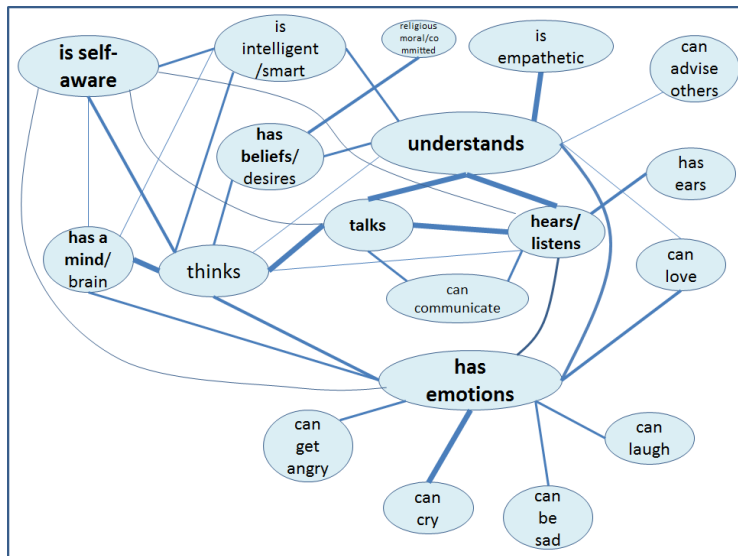 is self-
aware
is
intelligent
/smart
religious
moral/co
mmitted
is
empathetic
can
advise
others
has
beliefs/
desires
understands
has
ears
has a
mind/
brain
thinks
talks
hears/
listens
can
communicate
can
love
has
emotions
can
get
angry
can
cry
can
be
sad
can
laugh